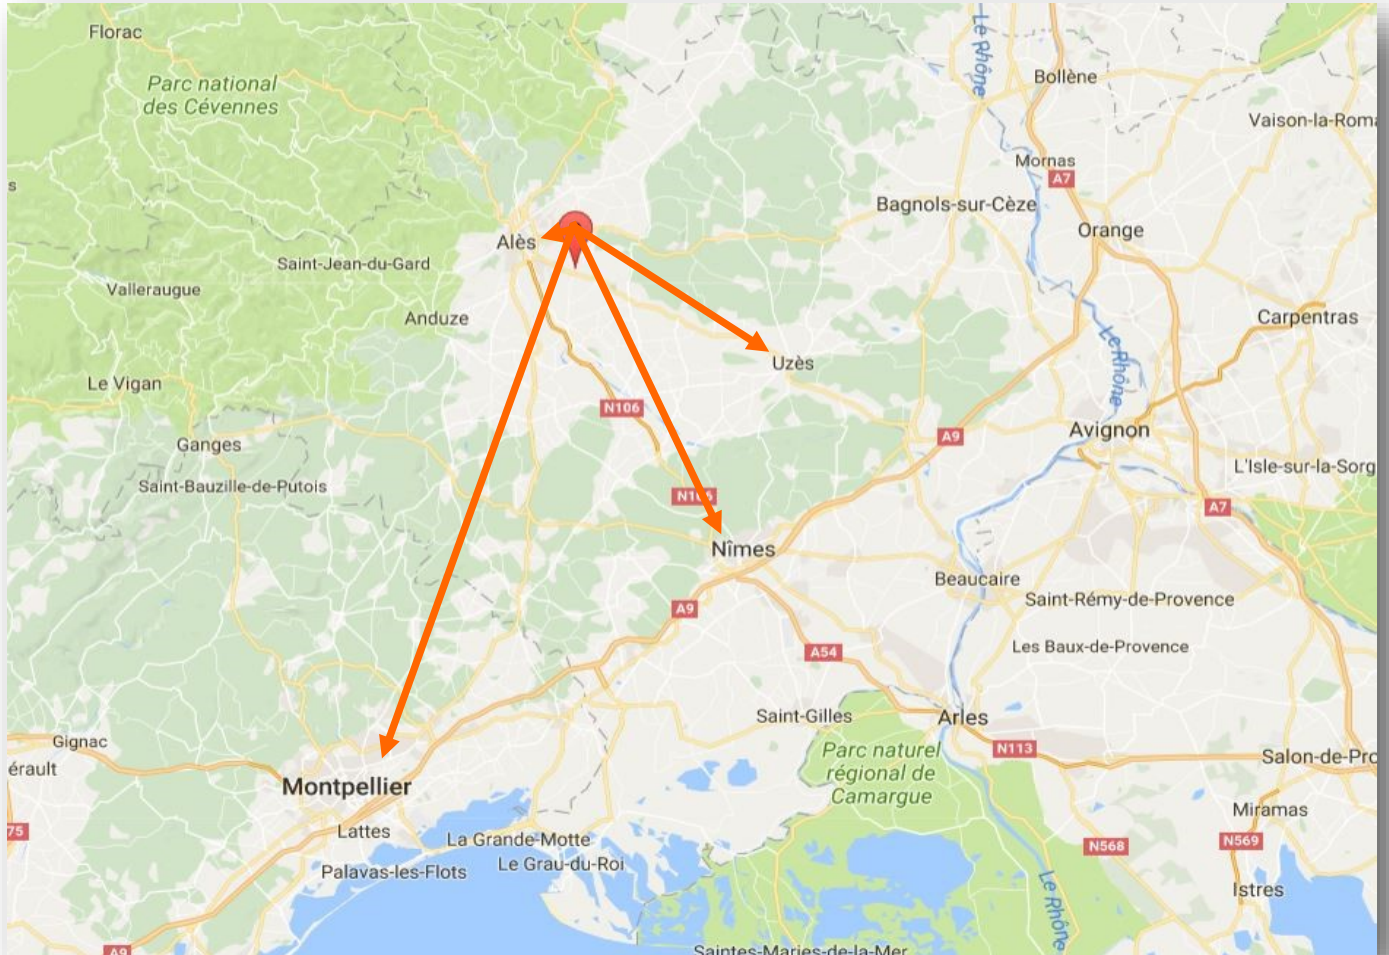 Florac
Le Rhône
Bollène
Parc national
des Cévennes
Vaison-la-Roma
Mornas
A7
s
Bagnols-sur-Cèze
Orange
Alès
Saint-Jean-du-Gard
Valleraugue
Anduze
Carpentras
Le Rhône
Uzès
Le Vigan
N106
Avignon
A9
Ganges
L'Isle-sur-la-Sorg
Saint-Bauzille-de-Putois
N106
A7
Nîmes
Beaucaire
Saint-Rémy-de-Provence
A9
Les Baux-de-Provence
A54
Saint-Gilles
Arles
Gignac
Parc naturel
régional de
Camargue
N113
Salon-de-Pro
érault
Montpellier
Miramas
75
Lattes
La Grande-Motte
N568
N569
Le Grau-du-Roi
Palavas-les-Flots
Istres
Le Rhône
A9
Saintes-Maries-de-la-Mer